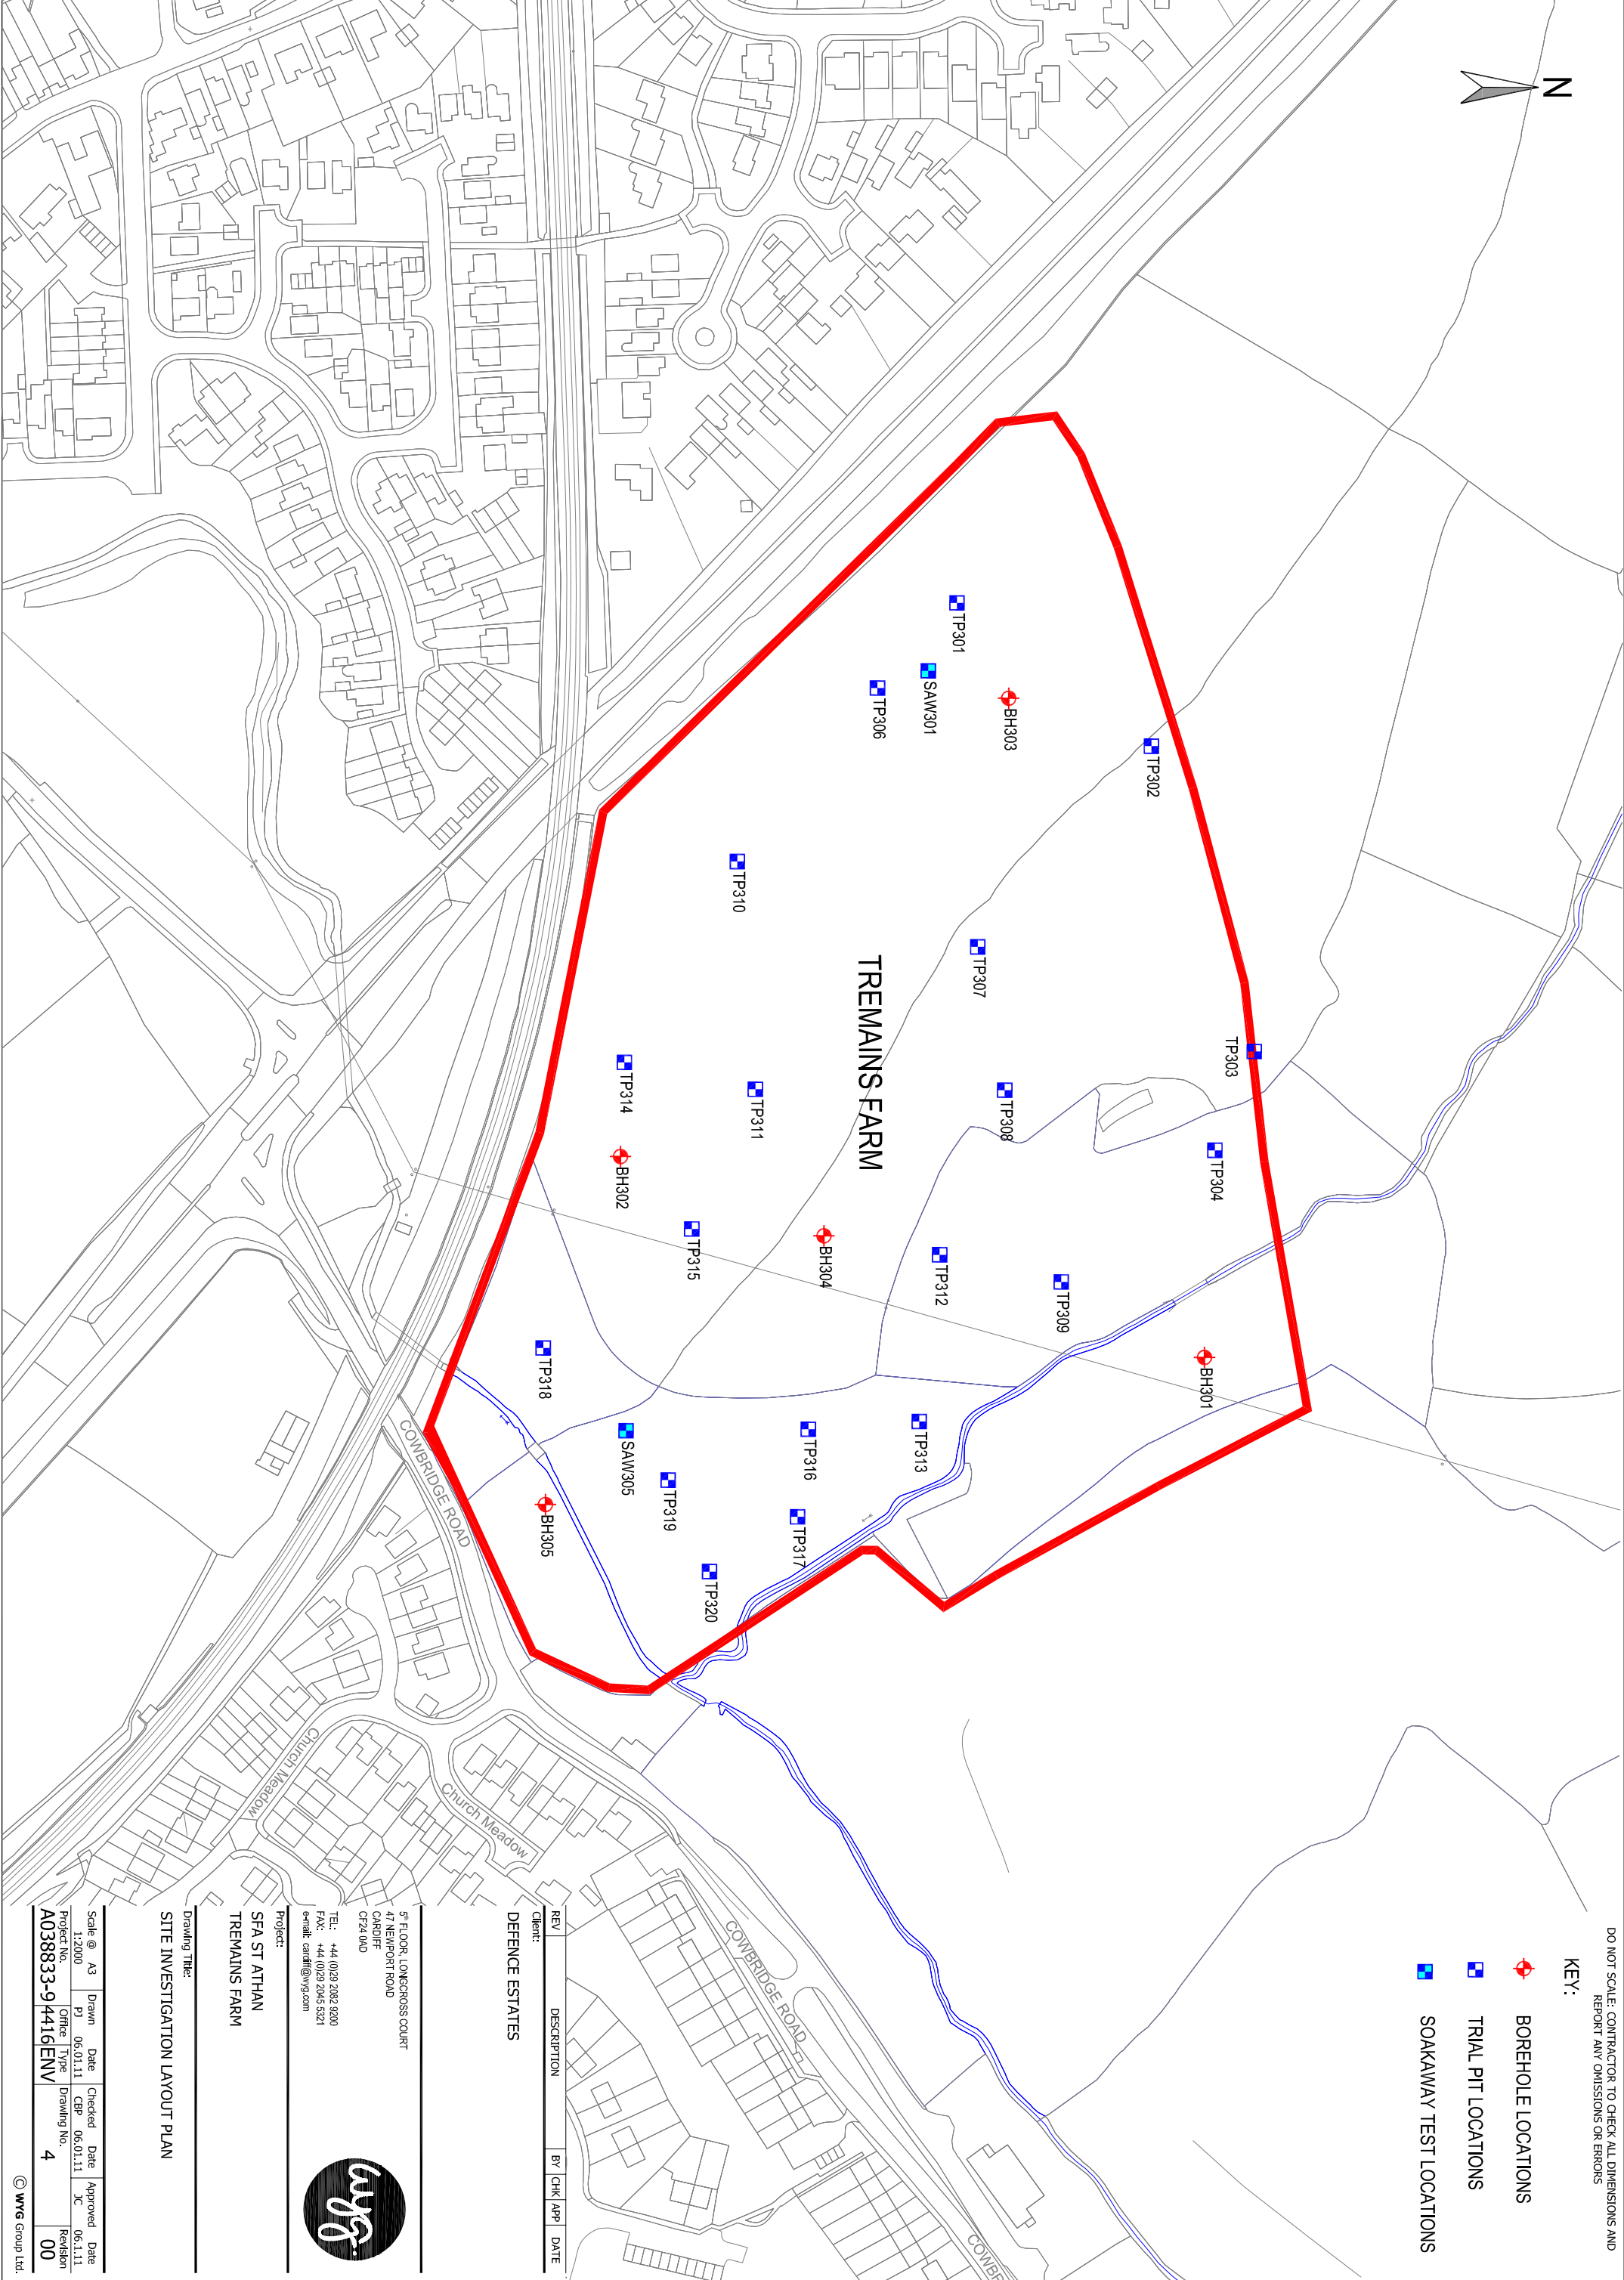 DO NOT SCALE: CONTRACTOR TO CHECK ALL DIMENSIONS AND
REPORT ANY OMISSIONS OR ERRORS
KEY:
BOREHOLE LOCATIONS
TRIAL PIT LOCATIONS
SOAKAWAY TEST LOCATIONS
N
TP303
TP304
BH301
TP302
TP309
BH303
TP308
TP307
TP301
TP312
SAW301
TP313
TP306
TREMAINS FARM
BH304
TP316
TP317
TP311
TP310
TP320
TP315
TP319
TP314
BH302
SAW305
TP318
BH305
COWBRIDGE ROAD
COWBRIDGE ROAD
COWBR
Church Meadow
Church Meadow
REV DESCRIPTION BY CHK APP DATE
Client:
DEFENCE ESTATES
5th FLOOR, LONGCROSS COURT
47 NEWPORT ROAD
CARDIFF
CF24 0AD
TEL: +44 (0)29 2082 9200
FAX: +44 (0)29 2045 5321
e-mail: cardiff@wyg.com
wyg.
Project:
SFA ST ATHAN
TREMAINS FARM
Drawing Title:
SITE INVESTIGATION LAYOUT PLAN
Scale @ A3 Drawn Date Checked Date Approved Date
1:2000 PJ 06.01.11 CBP 06.01.11 JC 06.1.11
Project No. Office Type Drawing No. Revision
A038833-9 4416 ENV 4 00
© WYG Group Ltd.